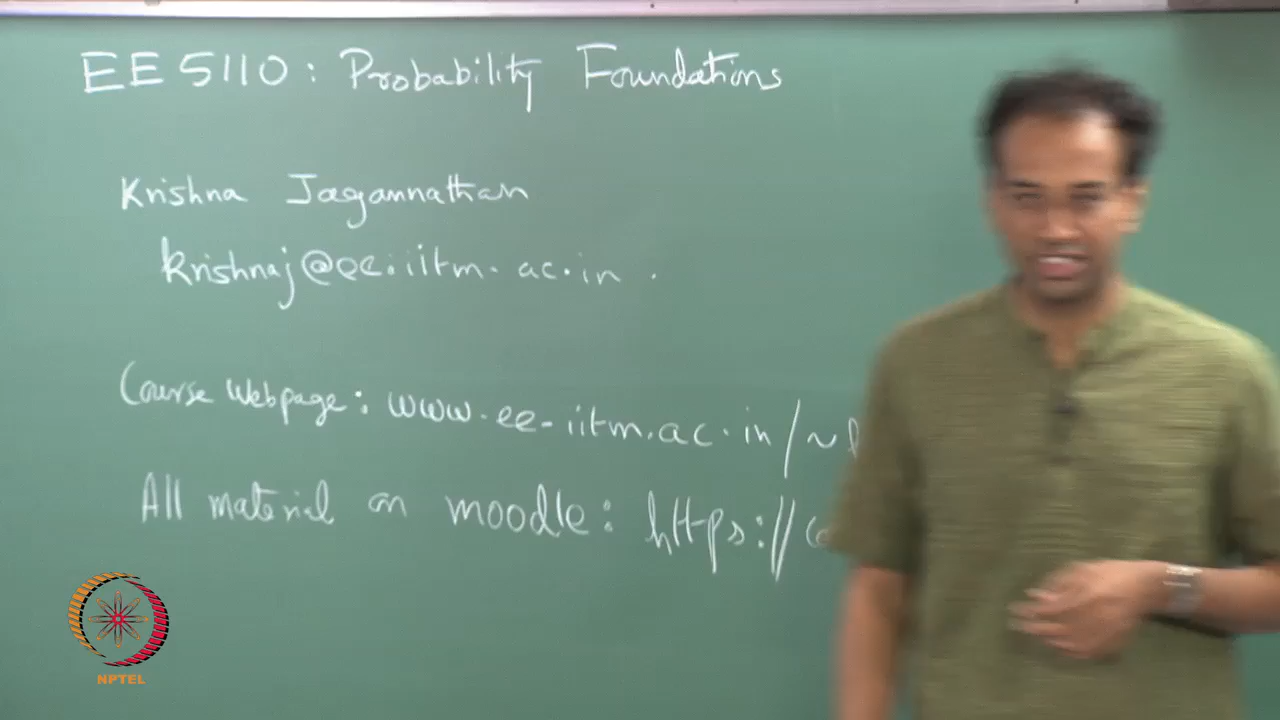 EE 5110: Probability Foundations
Krishna Jagannathan
krishnaj@ee.iitm.ac.in.
Course Webpage: www.ee.iitm.ac.in/~
All material on moodle: https://
NPTEL